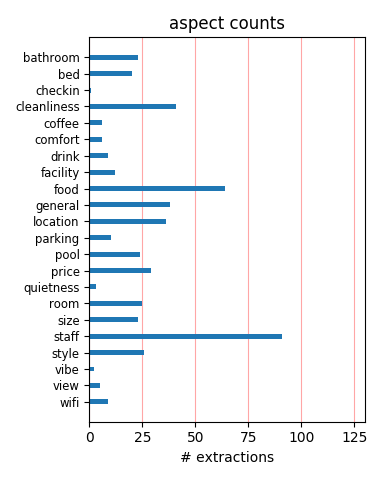 aspect counts
bathroom
bed
checkin
cleanliness
coffee
comfort
drink
facility
food
general
location
parking
pool
price
quietness
room
size
staff
style
vibe
view
wifi
0 25 50 75 100 125
# extractions